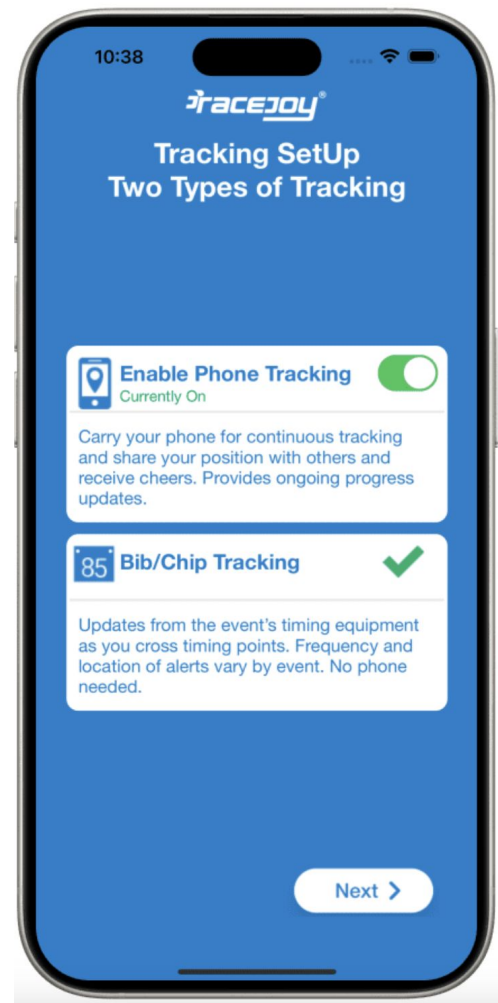 10:38
racejoy®
Tracking SetUp
Two Types of Tracking
Enable Phone Tracking
Currently On
Carry your phone for continuous tracking
and share your position with others and
receive cheers. Provides ongoing progress
updates.
85
Bib/Chip Tracking
Updates from the event's timing equipment
as you cross timing points. Frequency and
location of alerts vary by event. No phone
needed.
Next